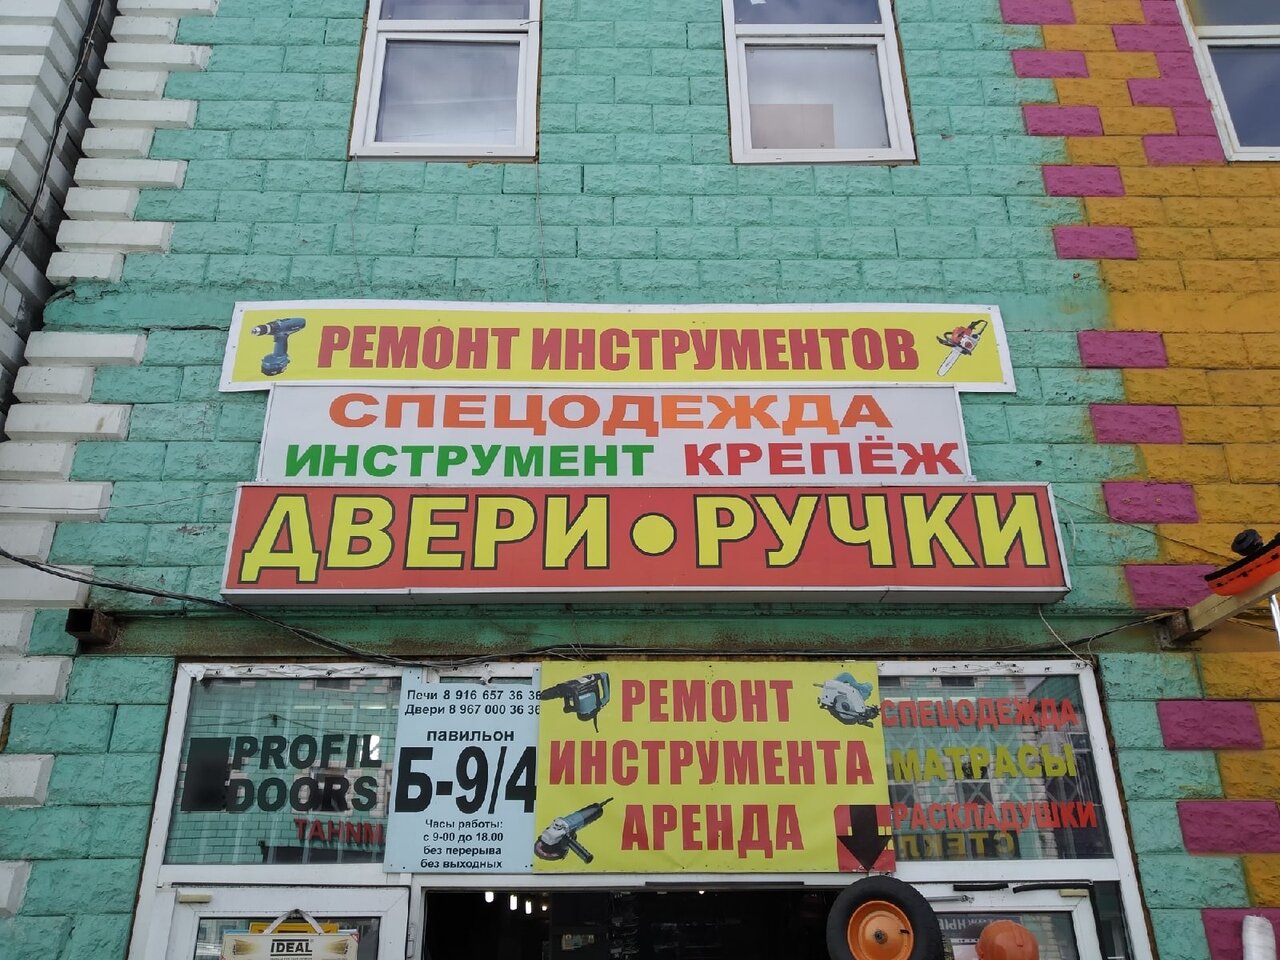 РЕМОНТ ИНСТРУМЕНТОВ
СПЕЦОДЕЖДА
ИНСТРУМЕНТ КРЕПЁЖ
ДВЕРИ • РУЧКИ
Печи 8 916 657 36 36
Двери 8 967 000 36 36
павильон
Б-9/4
Часы работы:
с 9-00 до 18.00
без перерыва
без выходных
РЕМОНТ
ИНСТРУМЕНТА
АРЕНДА
PROFIL
DOORS
СПЕЦОДЕЖДА
МАТРАСЫ
РАСКЛАДУШКИ
IDEAL